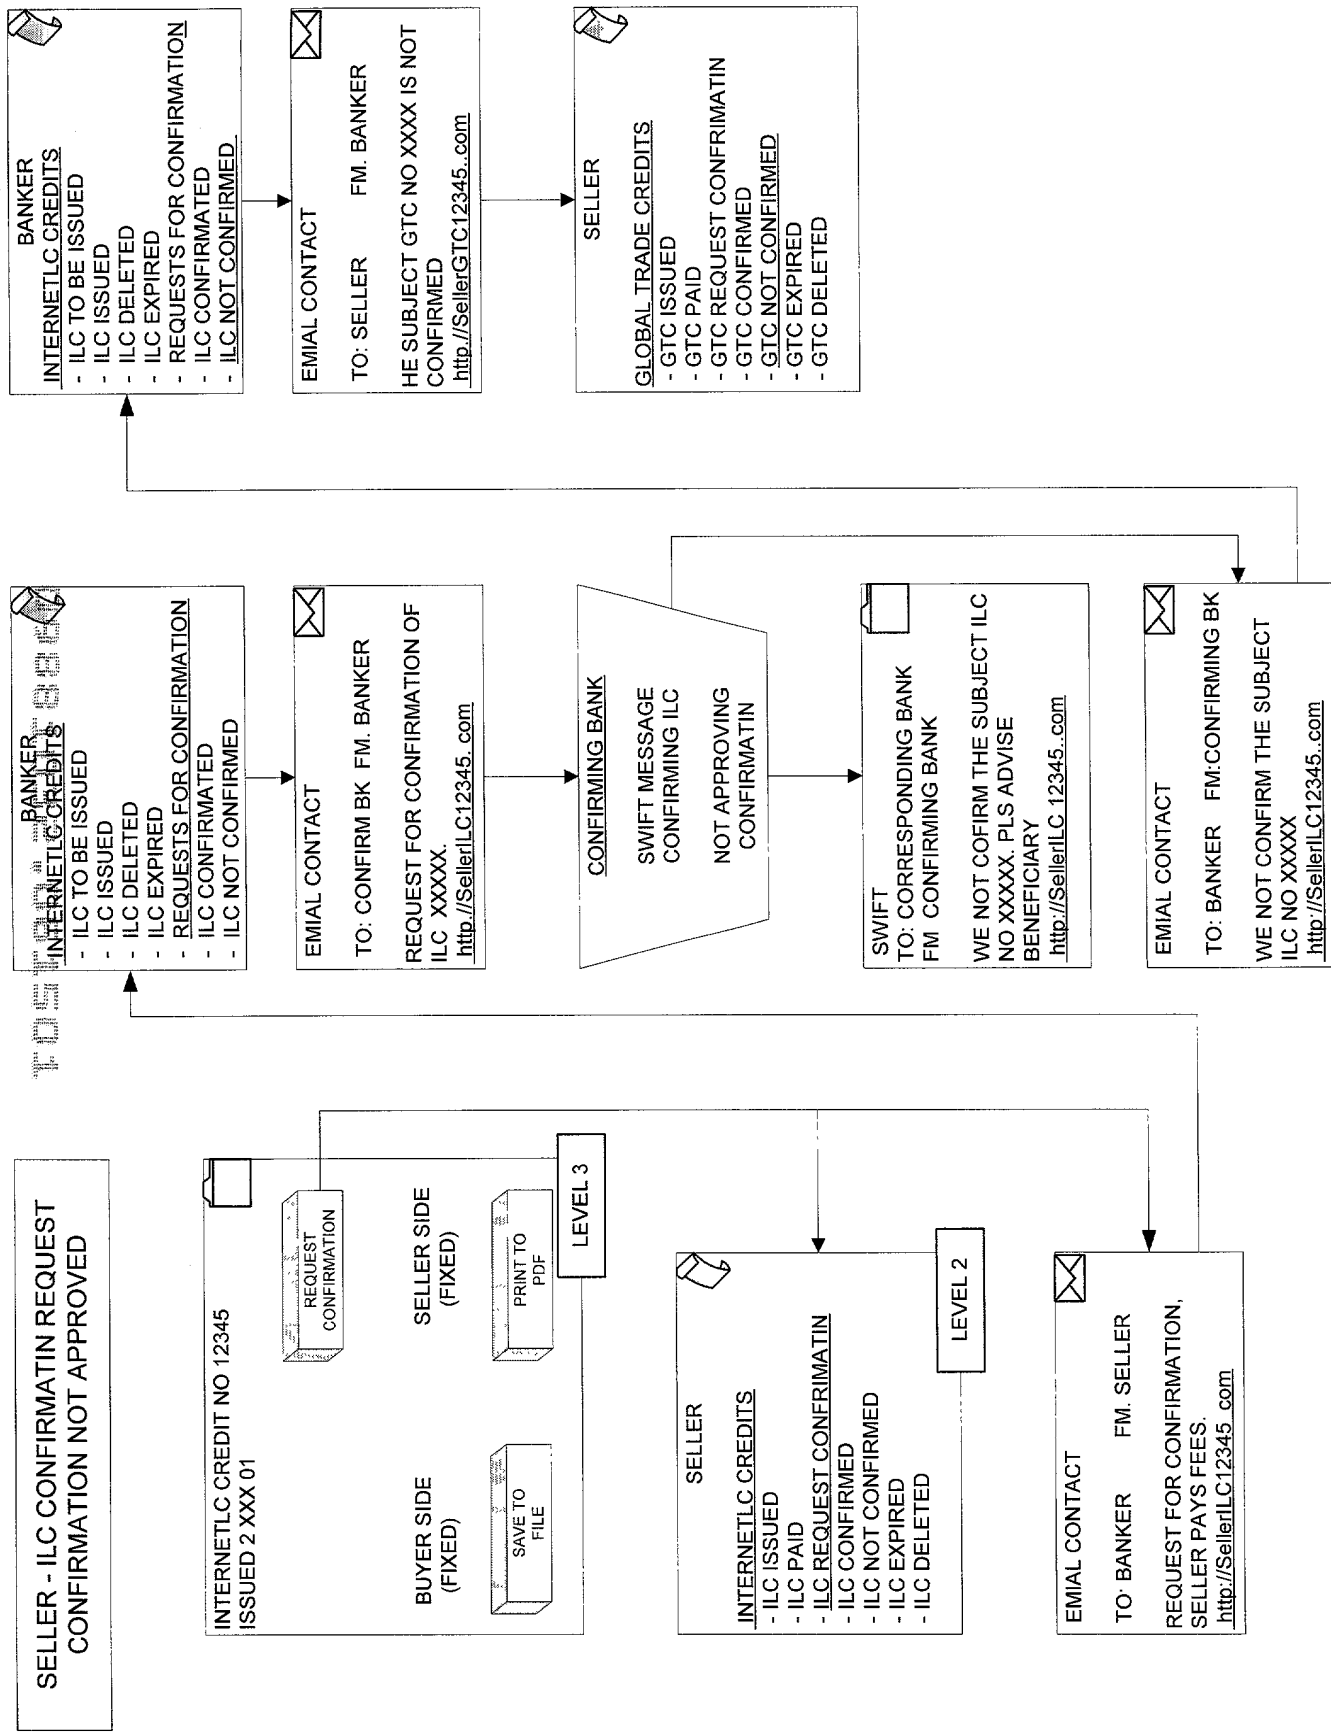 SELLER - ILC CONFIRMATIN REQUEST
CONFIRMATION NOT APPROVED
INTERNETLC CREDIT NO 12345
ISSUED 2 XXX 01
REQUEST
CONFIRMATION
BUYER SIDE
(FIXED)
SELLER SIDE
(FIXED)
SAVE TO
FILE
PRINT TO
PDF
LEVEL 3
SELLER
INTERNETLC CREDITS
- ILC ISSUED
- ILC PAID
- ILC REQUEST CONFRIMATIN
- ILC CONFIRMED
- ILC NOT CONFIRMED
- ILC EXPIRED
- ILC DELETED
LEVEL 2
EMIAL CONTACT
TO: BANKER FM. SELLER
REQUEST FOR CONFIRMATION,
SELLER PAYS FEES.
http://SellerILC12345 com
BANKER
INTERNETLC CREDITS
- ILC TO BE ISSUED
- ILC ISSUED
- ILC DELETED
- ILC EXPIRED
- REQUESTS FOR CONFIRMATION
- ILC CONFIRMATED
- ILC NOT CONFIRMED
EMIAL CONTACT
TO: CONFIRM BK FM. BANKER
REQUEST FOR CONFIRMATION OF
ILC XXXXX.
http.//SellerILC12345. com
CONFIRMING BANK
SWIFT MESSAGE
CONFIRMING ILC
NOT APPROVING
CONFIRMATIN
SWIFT
TO: CORRESPONDING BANK
FM CONFIRMING BANK
WE NOT COFIRM THE SUBJECT ILC
NO XXXXX. PLS ADVISE
BENEFICIARY
http://SellerILC 12345..com
EMIAL CONTACT
TO: BANKER FM:CONFIRMING BK
WE NOT CONFIRM THE SUBJECT
ILC NO XXXXX
http://SellerILC12345..com
BANKER
INTERNETLC CREDITS
- ILC TO BE ISSUED
- ILC ISSUED
- ILC DELETED
- ILC EXPIRED
- REQUESTS FOR CONFIRMATION
- ILC CONFIRMATED
- ILC NOT CONFIRMED
EMIAL CONTACT
TO: SELLER FM. BANKER
HE SUBJECT GTC NO XXXX IS NOT
CONFIRMED
http.//SellerGTC12345..com
SELLER
GLOBAL TRADE CREDITS
- GTC ISSUED
- GTC PAID
- GTC REQUEST CONFRIMATIN
- GTC CONFIRMED
- GTC NOT CONFIRMED
- GTC EXPIRED
- GTC DELETED